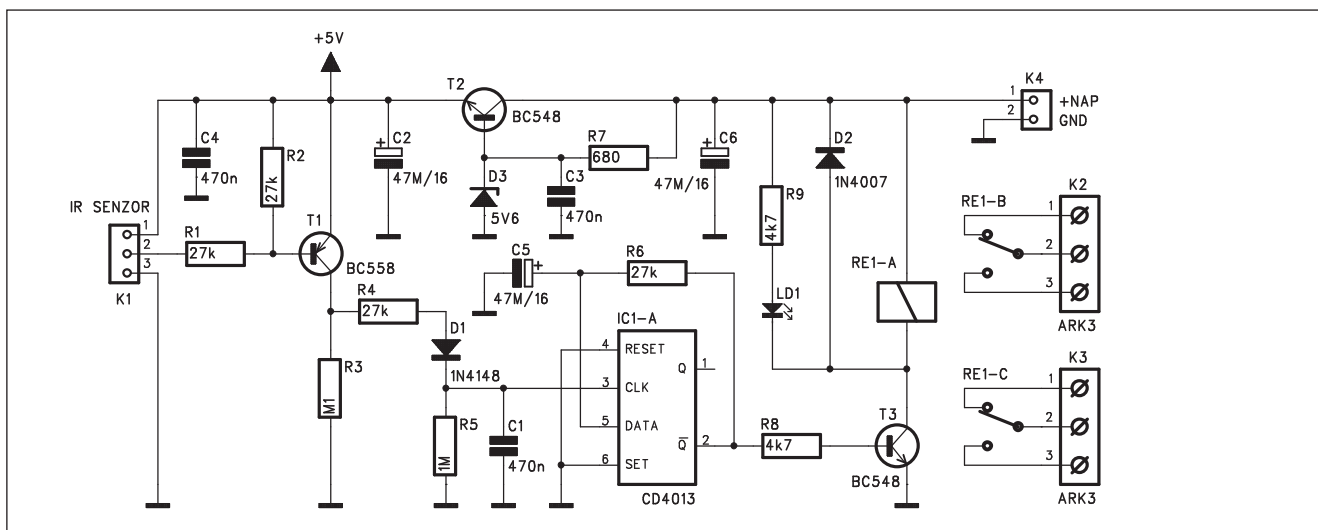 +5V
T2
BC548
K4
1
2
+NAP
GND
C4
470n
R2
27k
C2
+
47M/16
R7
680
C3
470n
D3
5V6
C6
+
47M/16
R9
4k7
D2
1N4007
IR SENZOR
1
2
3
K1
R1
27k
T1
BC558
C5
+
47M/16
R6
27k
LD1
RE1-A
RE1-B
K2
1
2
3
ARK3
R4
27k
D1
1N4148
R3
M1
R5
1M
C1
470n
IC1-A
4
RESET
Q
1
3
CLK
5
DATA
Q
2
6
SET
CD4013
R8
4k7
T3
BC548
RE1-C
K3
1
2
3
ARK3